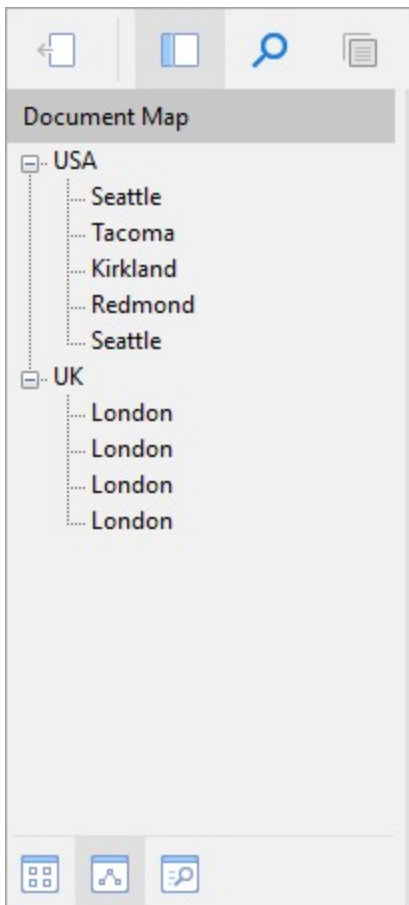 Document Map
USA
Seattle
Tacoma
Kirkland
Redmond
Seattle
UK
London
London
London
London